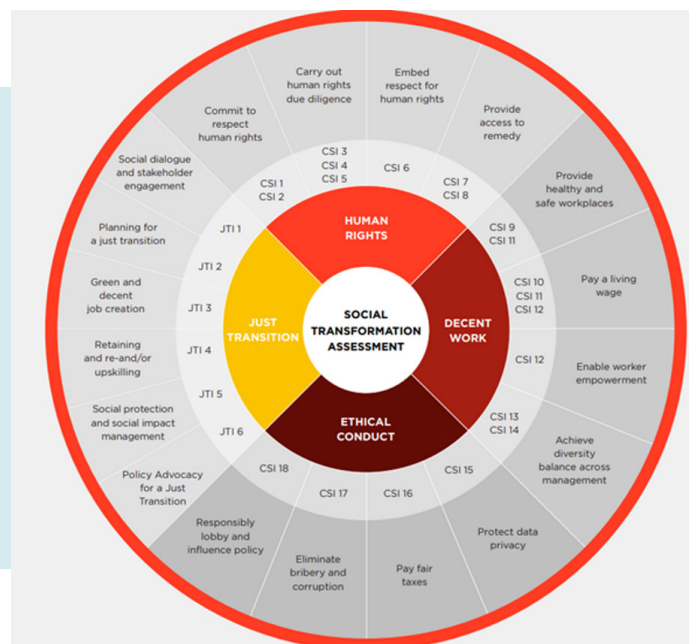 Carry out
human rights
due diligence
Embed
respect for
human rights
Provide
access to
remedy
Provide
healthy and
safe workplaces
Pay a living
wage
Enable worker
empowerment
Achieve
diversity
balance across
management
Protect data
privacy
Pay fair
taxes
Eliminate
bribery and
corruption
Responsibly
lobby and
influence policy
Policy Advocacy
for a Just
Transition
Social protection
and social impact
management
Retaining
and re-and/or
upskilling
Green and
decent
job creation
Planning for
a just transition
Social dialogue
and stakeholder
engagement
Commit to
respect
human rights
CSI 1
CSI 2
CSI 3
CSI 4
CSI 5
CSI 6
CSI 7
CSI 8
CSI 9
CSI 11
CSI 10
CSI 11
CSI 12
CSI 12
CSI 13
CSI 14
CSI 15
CSI 16
CSI 17
CSI 18
JTI 6
JTI 5
JTI 4
JTI 3
JTI 2
JTI 1
HUMAN
RIGHTS
DECENT
WORK
ETHICAL
CONDUCT
JUST
TRANSITION
SOCIAL
TRANSFORMATION
ASSESSMENT